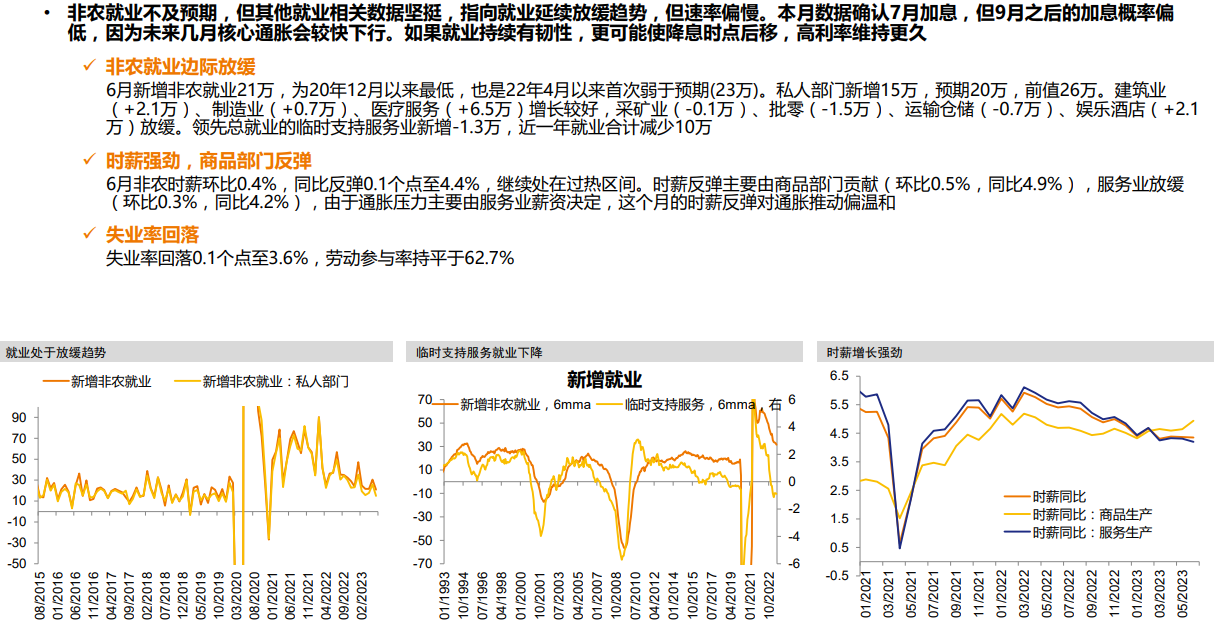 • 非农就业不及预期，但其他就业相关数据坚挺，指向就业延续放缓趋势，但速率偏慢。本月数据确认7月加息，但9月之后的加息概率偏
低，因为未来几月核心通胀会较快下行。如果就业持续有韧性，更可能使降息时点后移，高利率维持更久
✓ 非农就业边际放缓
6月新增非农就业21万，为20年12月以来最低，也是22年4月以来首次弱于预期(23万)。私人部门新增15万，预期20万，前值26万。建筑业
（+2.1万）、制造业（+0.7万）、医疗服务（+6.5万）增长较好，采矿业（-0.1万）、批零（-1.5万）、运输仓储（-0.7万）、娱乐酒店（+2.1
万）放缓。领先总就业的临时支持服务业新增-1.3万，近一年就业合计减少10万
✓ 时薪强劲，商品部门反弹
6月非农时薪环比0.4%，同比反弹0.1个点至4.4%，继续处在过热区间。时薪反弹主要由商品部门贡献（环比0.5%，同比4.9%），服务业放缓
（环比0.3%，同比4.2%），由于通胀压力主要由服务业薪资决定，这个月的时薪反弹对通胀推动偏温和
✓ 失业率回落
失业率回落0.1个点至3.6%，劳动参与率持平于62.7%
就业处于放缓趋势
新增非农就业 新增非农就业：私人部门
90
70
50
30
10
-10
-30
-50
08/2015 01/2016 06/2016 11/2016 04/2017 09/2017 02/2018 07/2018 12/2018 05/2019 10/2019 03/2020 08/2020 01/2021 06/2021 11/2021 04/2022 09/2022 02/2023
临时支持服务就业下降
新增就业
新增非农就业，6mma 临时支持服务，6mma，右
70
50
30
10
-10
-30
-50
-70
6
4
2
0
-2
-4
-6
01/1993 10/1994 07/1996 04/1998 01/2000 10/2001 07/2003 04/2005 01/2007 10/2008 07/2010 04/2012 01/2014 10/2015 07/2017 04/2019 01/2021 10/2022
时薪增长强劲
6.5
5.5
4.5
3.5
2.5
1.5
0.5
-0.5
时薪同比
时薪同比：商品生产
时薪同比：服务生产
01/2021 03/2021 05/2021 07/2021 09/2021 11/2021 01/2022 03/2022 05/2022 07/2022 09/2022 11/2022 01/2023 03/2023 05/2023